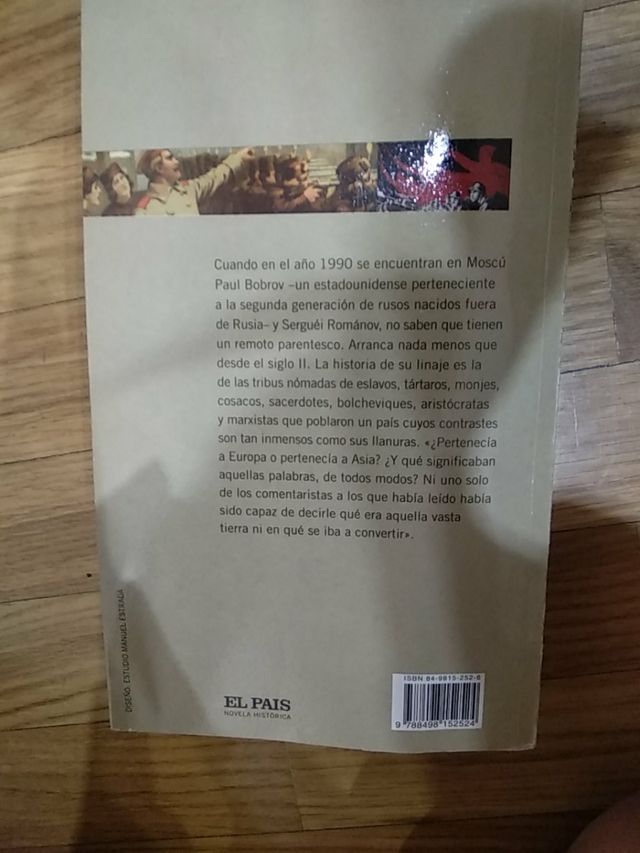 Cuando en el año 1990 se encuentran en Moscú
Paul Bobrov –un estadounidense perteneciente
a la segunda generación de rusos nacidos fuera
de Rusia– y Serguéi Románov, no saben que tienen
un remoto parentesco. Arranca nada menos que
desde el siglo II. La historia de su linaje es la
de las tribus nómadas de eslavos, tártaros, monjes,
cosacos, sacerdotes, bolcheviques, aristócratas
y marxistas que poblaron un país cuyos contrastes
son tan inmensos como sus llanuras. «¿Pertenecía
a Europa o pertenecía a Asia? ¿Y qué significaban
aquellas palabras, de todos modos? Ni uno solo
de los comentaristas a los que había leído había
sido capaz de decirle qué era aquella vasta
tierra ni en qué se iba a convertir».
DISEÑO: ESTUDIO MANUEL ESTRADA
EL PAIS
NOVELA HISTÓRICA
ISBN 84-9815-252-6
9 788498 152524